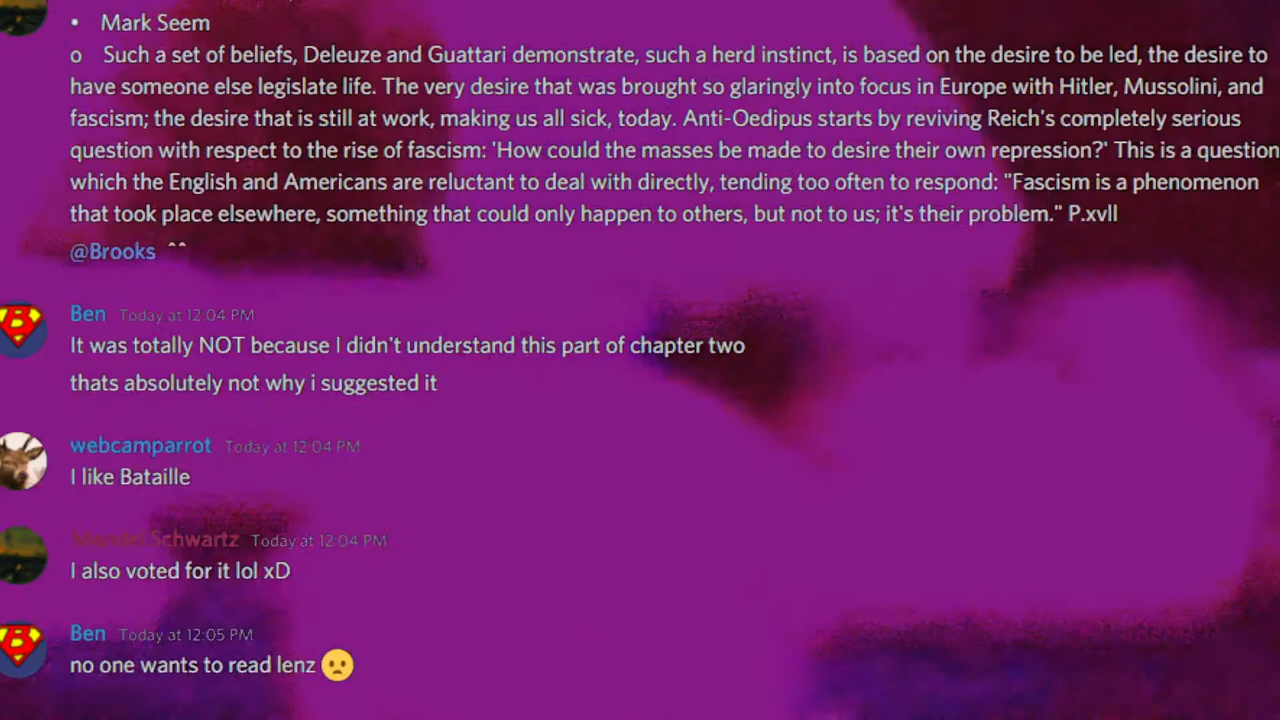 • Mark Seem
o Such a set of beliefs, Deleuze and Guattari demonstrate, such a herd instinct, is based on the desire to be led, the desire to
have someone else legislate life. The very desire that was brought so glaringly into focus in Europe with Hitler, Mussolini, and
fascism; the desire that is still at work, making us all sick, today. Anti-Oedipus starts by reviving Reich's completely serious
question with respect to the rise of fascism: 'How could the masses be made to desire their own repression?' This is a question
which the English and Americans are reluctant to deal with directly, tending too often to respond: "Fascism is a phenomenon
that took place elsewhere, something that could only happen to others, but not to us; it's their problem." P.xvll
@Brooks ^^
Ben Today at 12:04 PM
It was totally NOT because I didn't understand this part of chapter two
thats absolutely not why i suggested it
webcamparrot Today at 12:04 PM
I like Bataille
Schwartz Today at 12:04 PM
I also voted for it lol xD
Ben Today at 12:05 PM
no one wants to read lenz